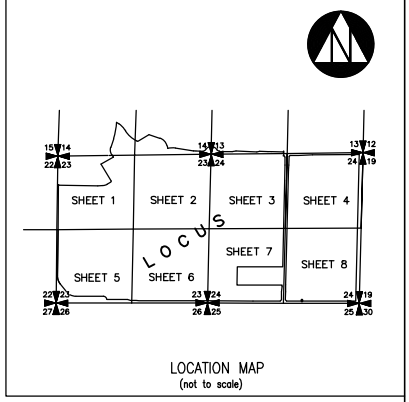 N
15 14
22 23
14 13
23 24
13 12
24 19
SHEET 1
SHEET 2
SHEET 3
SHEET 4
LOCUS
SHEET 5
SHEET 6
SHEET 7
SHEET 8
22 23
27 26
23 24
26 25
24 19
25 30
LOCATION MAP
(not to scale)